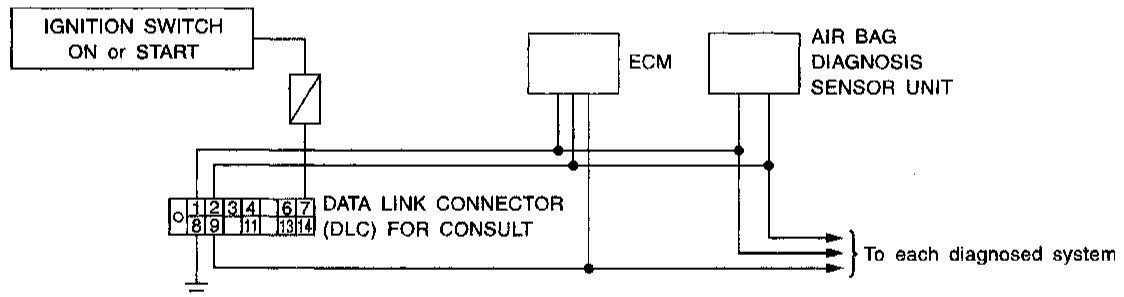 IGNITION SWITCH
ON or START
ECM
AIR BAG
DIAGNOSIS
SENSOR UNIT
1 2 3 4 6 7
8 9 11 13 14
DATA LINK CONNECTOR
(DLC) FOR CONSULT
To each diagnosed system